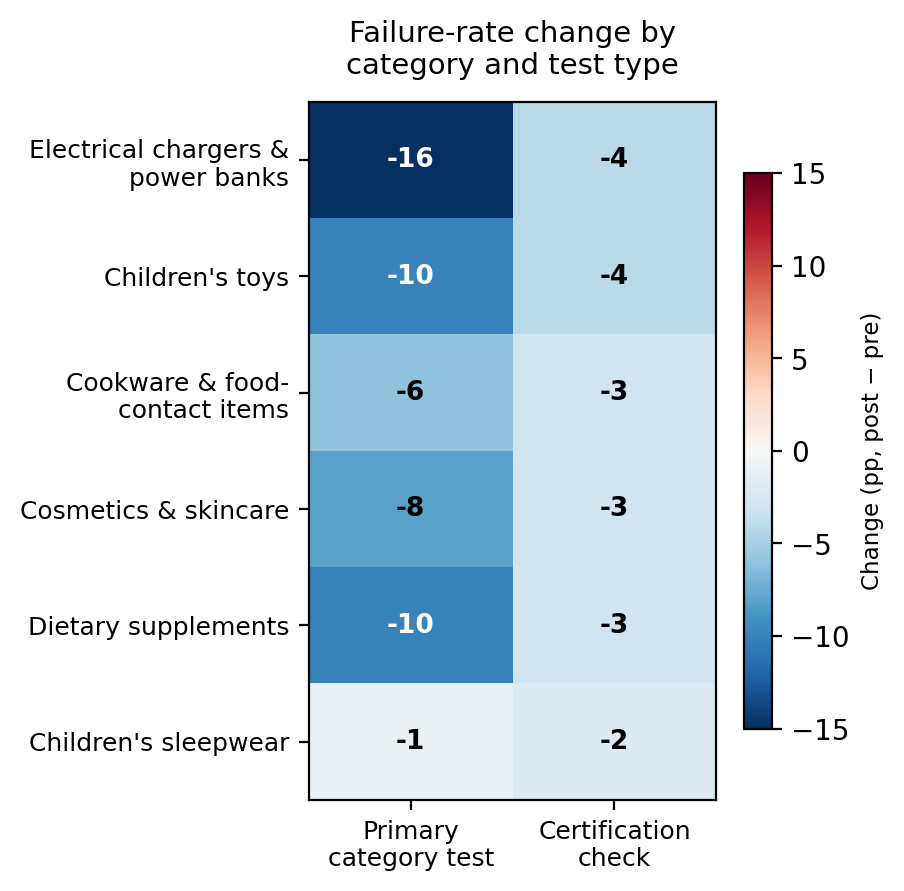 Failure-rate change by
category and test type
Electrical chargers &
power banks
-16
-4
Children's toys
-10
-4
Cookware & food-
contact items
-6
-3
Cosmetics & skincare
-8
-3
Dietary supplements
-10
-3
Children's sleepwear
-1
-2
Primary
category test
Certification
check
15
10
5
0
−5
−10
−15
Change (pp, post − pre)